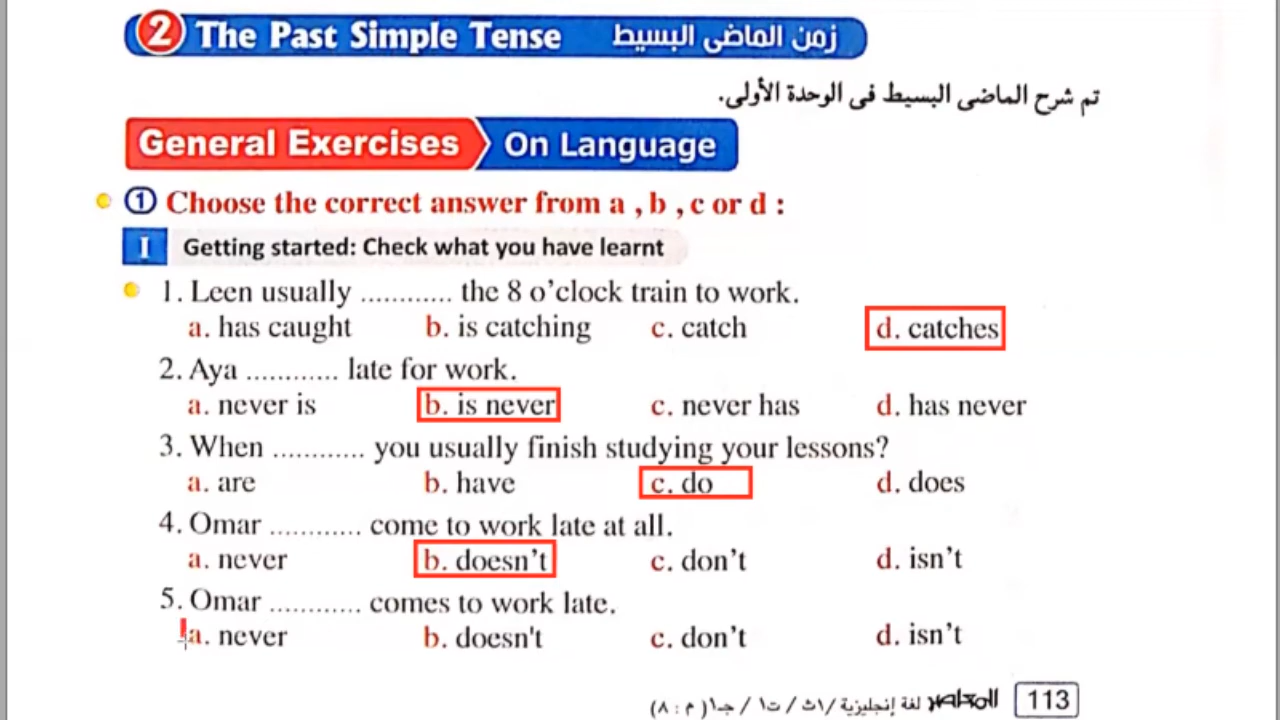 2 The Past Simple Tense زمن الماضى البسيط
تم شرح الماضى البسيط فى الوحدة الأولى.
General Exercises On Language
1 Choose the correct answer from a , b , c or d :
I Getting started: Check what you have learnt
1. Leen usually ............ the 8 o’clock train to work.
a. has caught b. is catching c. catch d. catches
2. Aya ............ late for work.
a. never is b. is never c. never has d. has never
3. When ............ you usually finish studying your lessons?
a. are b. have c. do d. does
4. Omar ............ come to work late at all.
a. never b. doesn’t c. don’t d. isn’t
5. Omar ............ comes to work late.
a. never b. doesn't c. don’t d. isn’t
المعاصر لغة إنجليزية /١ث / ت١ / جـ١( م : ٨) 113